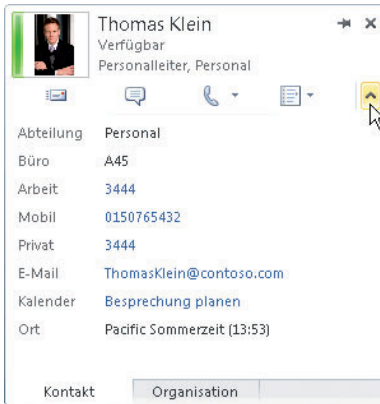 Thomas Klein
Verfügbar
Personalleiter, Personal
Abteilung Personal
Büro A45
Arbeit 3444
Mobil 0150765432
Privat 3444
E-Mail ThomasKlein@contoso.com
Kalender Besprechung planen
Ort Pacific Sommerzeit (13:53)
Kontakt Organisation